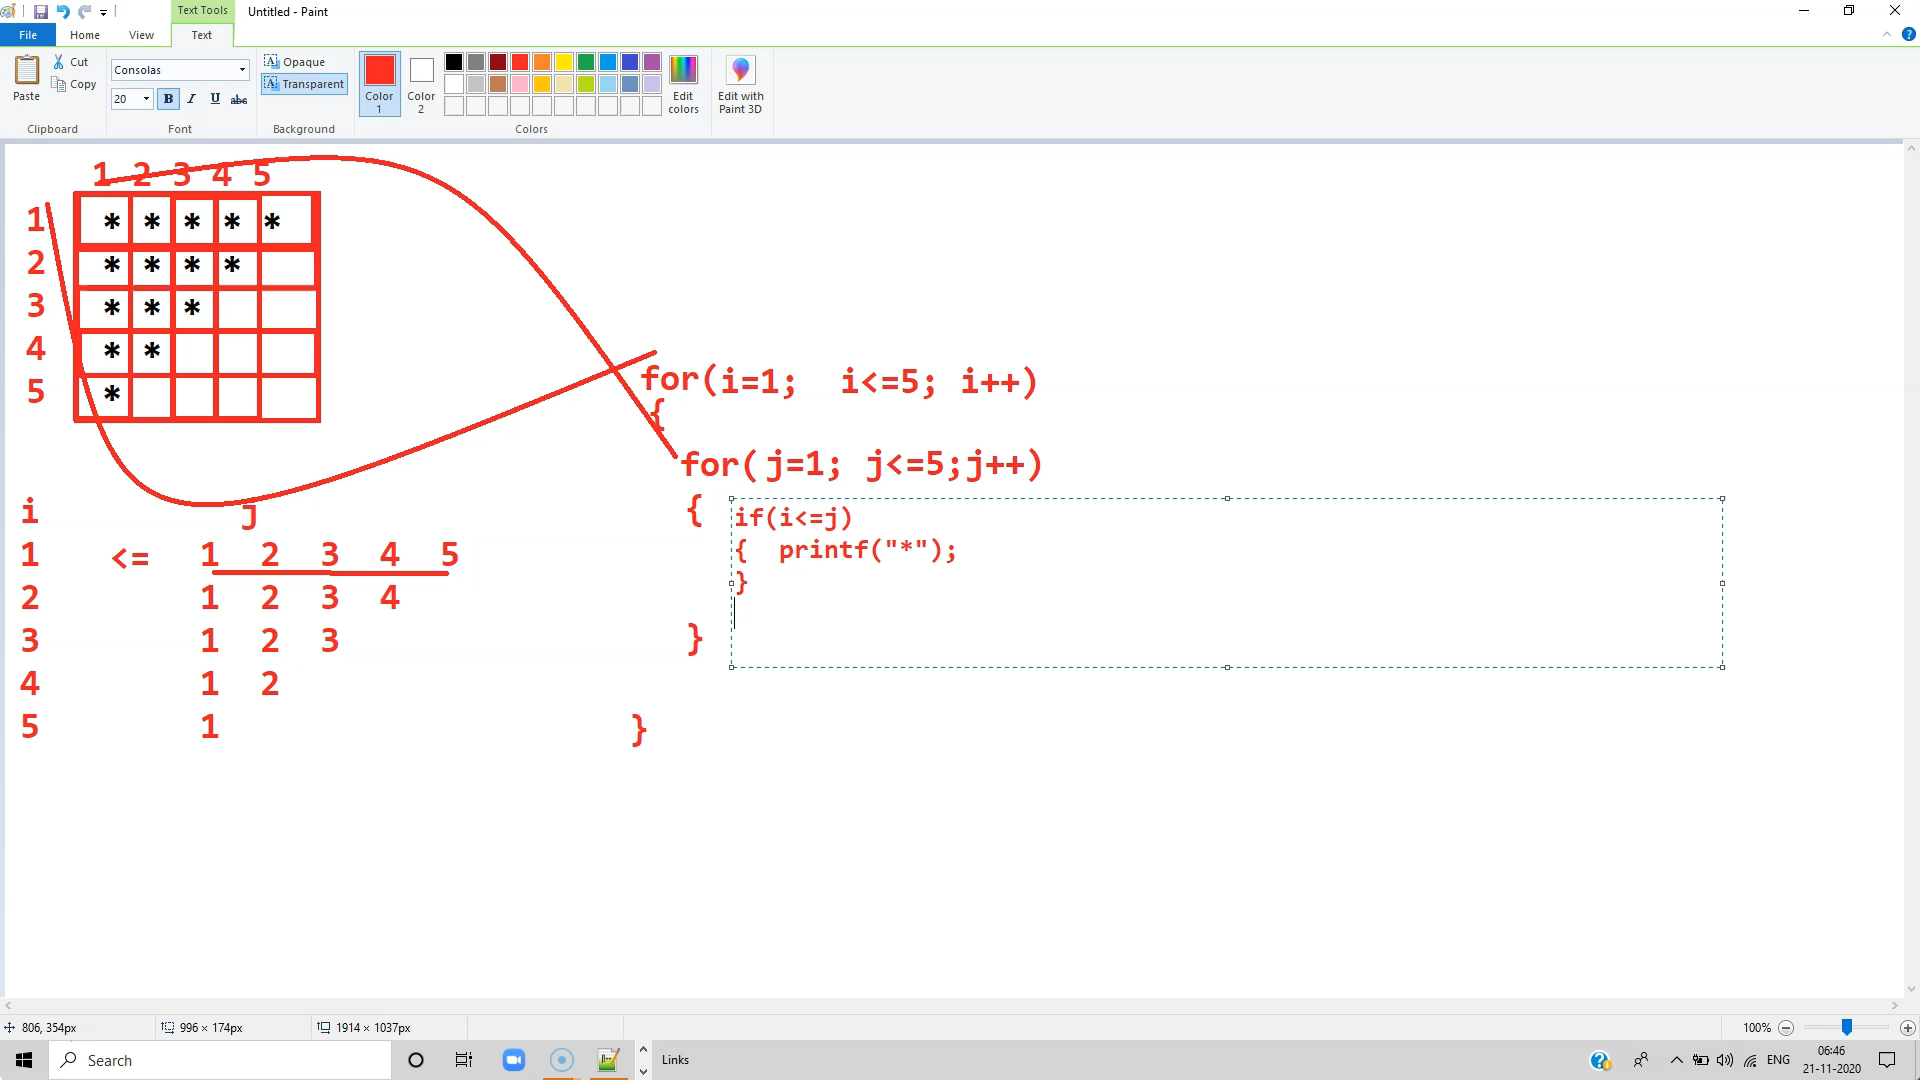 Text Tools
Untitled - Paint
File Home View Text
Paste
Cut
Copy
Clipboard
Consolas
20 B I U abc
Font
Opaque
Transparent
Background
Color 1
Color 2
Edit colors
Colors
Edit with Paint 3D
1 2 3 4 5
1 * * * * *
2 * * * *
3 * * *
4 * *
5 *
for(i=1; i<=5; i++)
{
for(j=1; j<=5;j++)
{
if(i<=j)
{ printf("*");
}
}
}
i j
1 <= 1 2 3 4 5
2 1 2 3 4
3 1 2 3
4 1 2
5 1
806, 354px
996 × 174px
1914 × 1037px
100%
Search
Links
ENG
06:46
21-11-2020